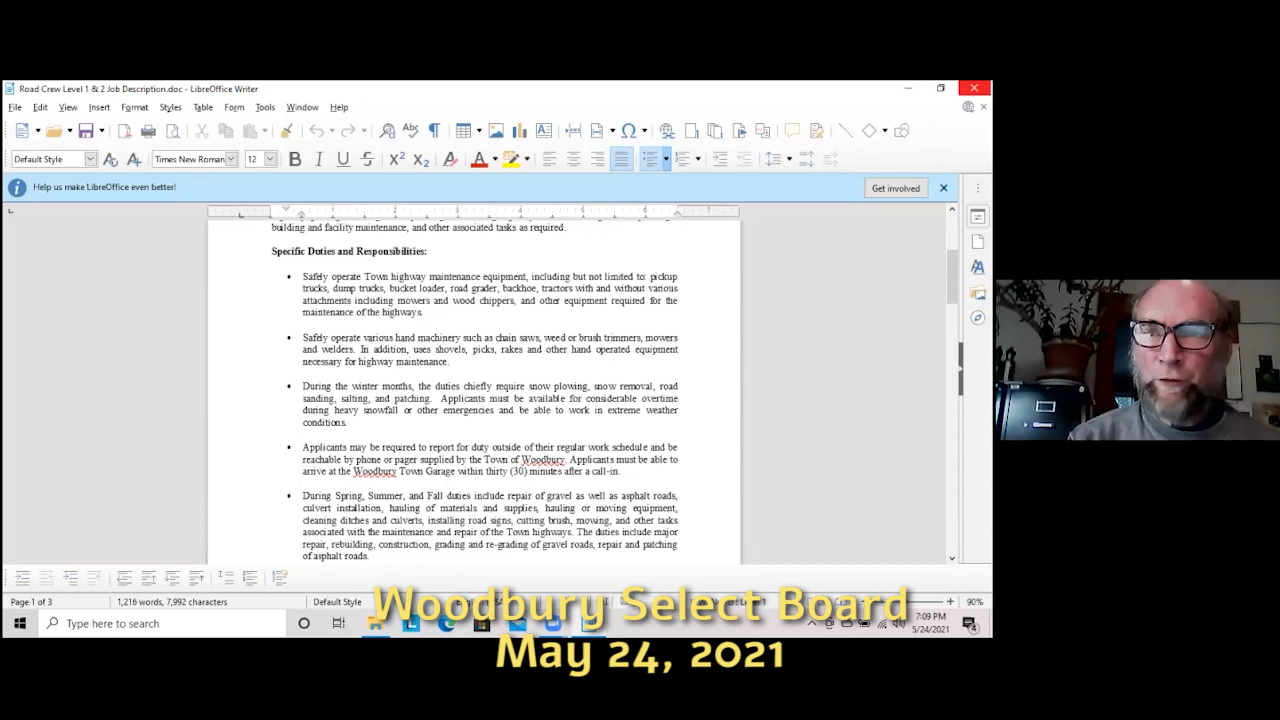 Road Crew Level 1 & 2 Job Description.doc - LibreOffice Writer
File Edit View Insert Format Styles Table Form Tools Window Help
Default Style Times New Roman 12
Help us make LibreOffice even better! Get involved
building and facility maintenance, and other associated tasks as required.
Specific Duties and Responsibilities:
• Safely operate Town highway maintenance equipment, including but not limited to: pickup
trucks, dump trucks, bucket loader, road grader, backhoe, tractors with and without various
attachments including mowers and wood chippers, and other equipment required for the
maintenance of the highways.
• Safely operate various hand machinery such as chain saws, weed or brush trimmers, mowers
and welders. In addition, uses shovels, picks, rakes and other hand operated equipment
necessary for highway maintenance.
• During the winter months, the duties chiefly require snow plowing, snow removal, road
sanding, salting, and patching. Applicants must be available for considerable overtime
during heavy snowfall or other emergencies and be able to work in extreme weather
conditions.
• Applicants may be required to report for duty outside of their regular work schedule and be
reachable by phone or pager supplied by the Town of Woodbury. Applicants must be able to
arrive at the Woodbury Town Garage within thirty (30) minutes after a call-in.
• During Spring, Summer, and Fall duties include repair of gravel as well as asphalt roads,
culvert installation, hauling of materials and supplies, hauling or moving equipment,
cleaning ditches and culverts, installing road signs, cutting brush, mowing, and other tasks
associated with the maintenance and repair of the Town highways. The duties include major
repair, rebuilding, construction, grading and re-grading of gravel roads, repair and patching
of asphalt roads.
Page 1 of 3 1,216 words, 7,992 characters Default Style 90%
Type here to search 7:09 PM
5/24/2021
Woodbury Select Board
May 24, 2021